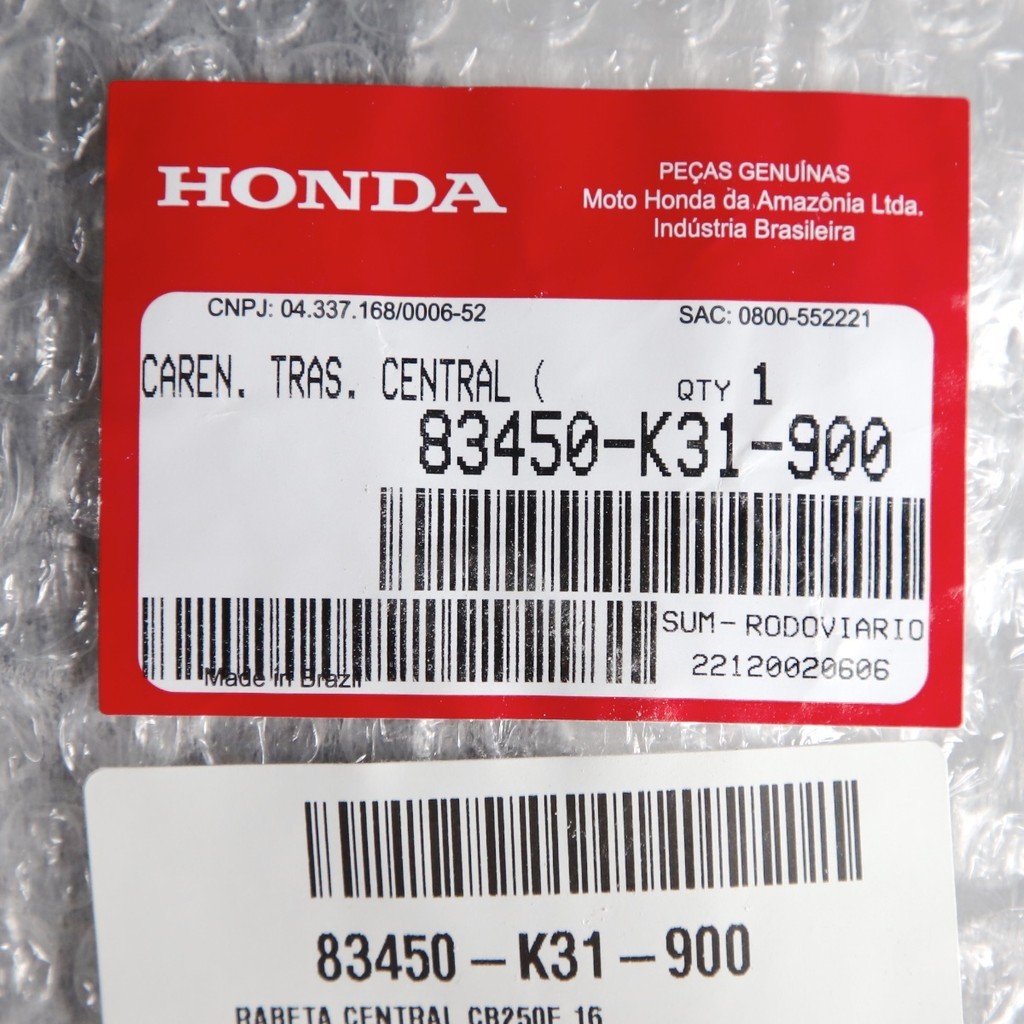 HONDA
PEÇAS GENUÍNAS
Moto Honda da Amazônia Ltda.
Indústria Brasileira
CNPJ: 04.337.168/0006-52
SAC: 0800-552221
CAREN. TRAS. CENTRAL (
QTY 1
83450-K31-900
SUM-RODOVIARIO
22120020606
Made in Brazil
83450-K31-900
RABETA CENTRAL CB250F 16